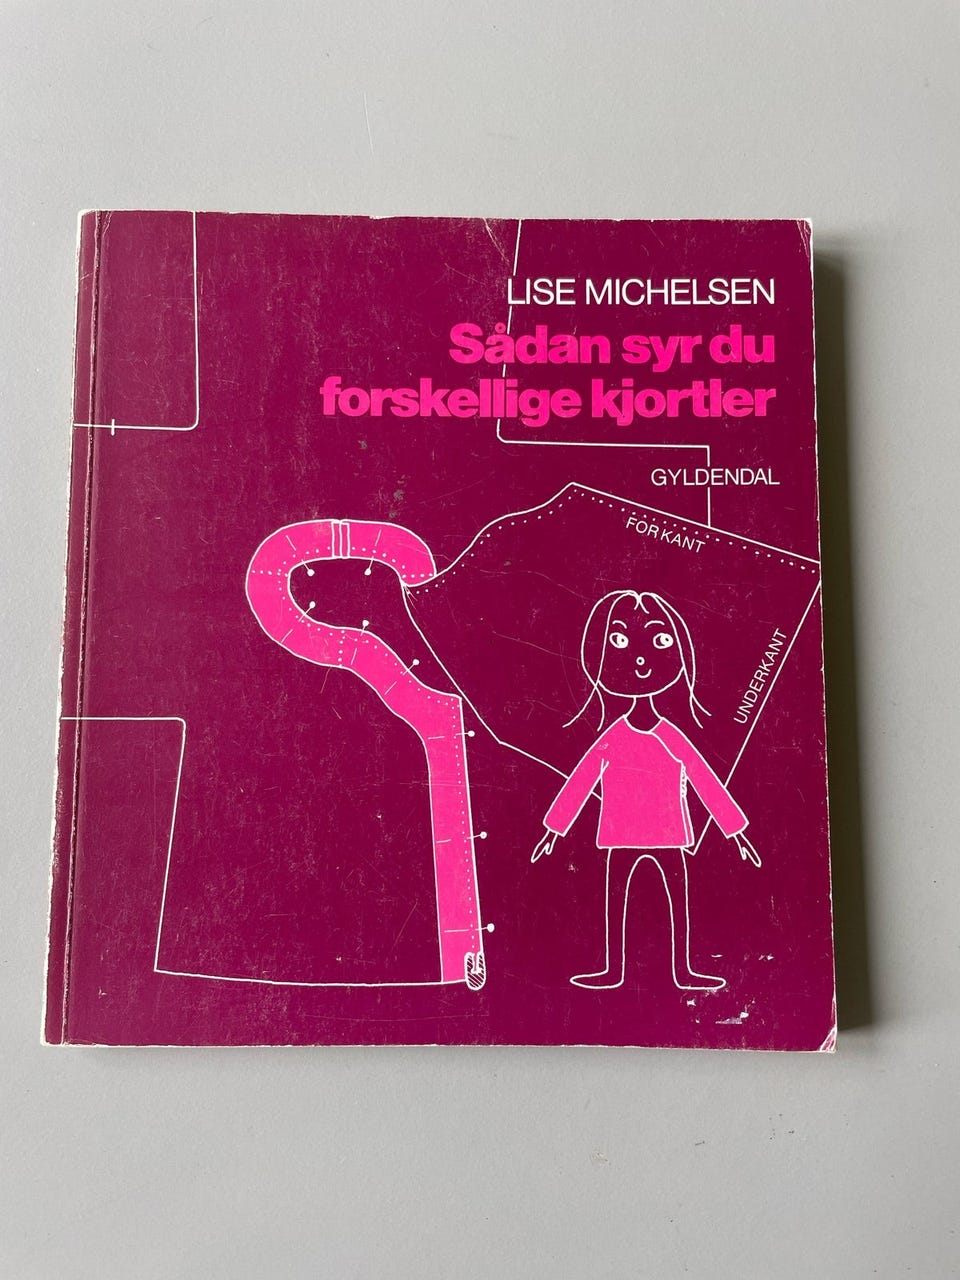 LISE MICHELSEN
Sådan syr du
forskellige kjortler
GYLDENDAL
FORKANT
UNDERKANT